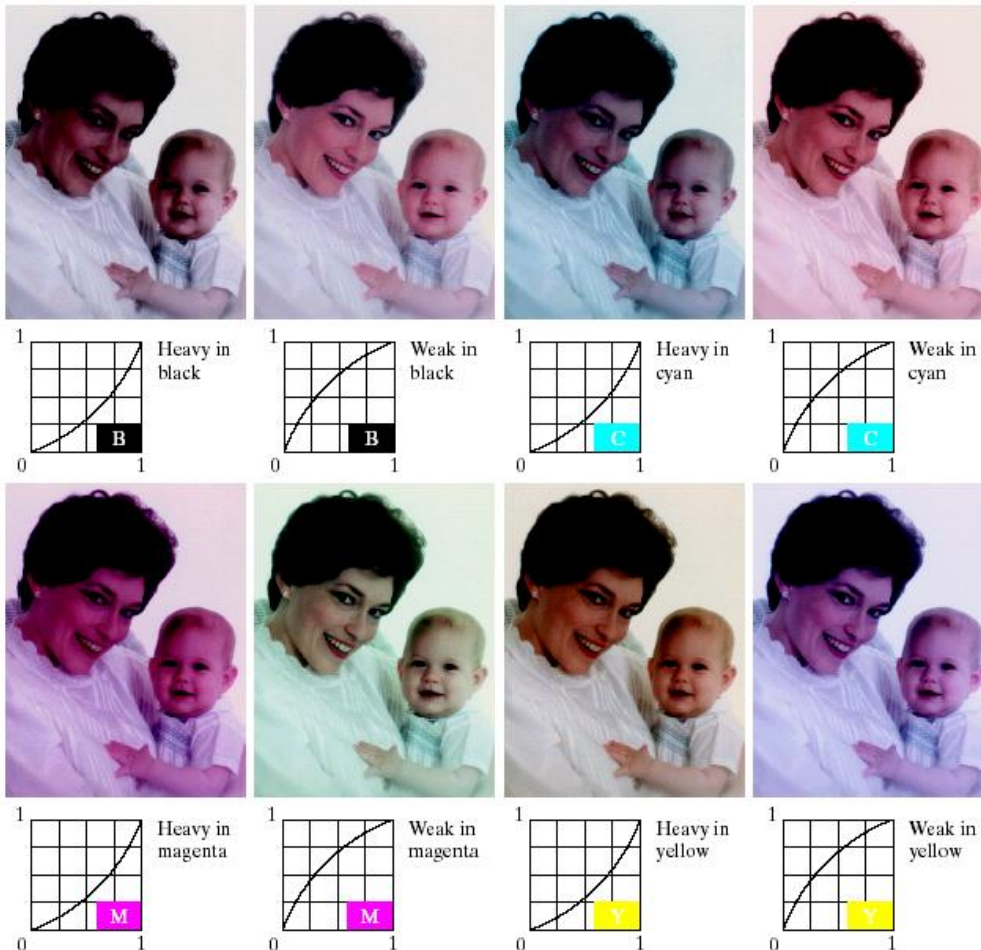 1
Heavy in
black
B
0
1
1
Weak in
black
B
0
1
1
Heavy in
cyan
C
0
1
1
Weak in
cyan
C
0
1
1
Heavy in
magenta
M
0
1
1
Weak in
magenta
M
0
1
1
Heavy in
yellow
Y
0
1
1
Weak in
yellow
Y
0
1